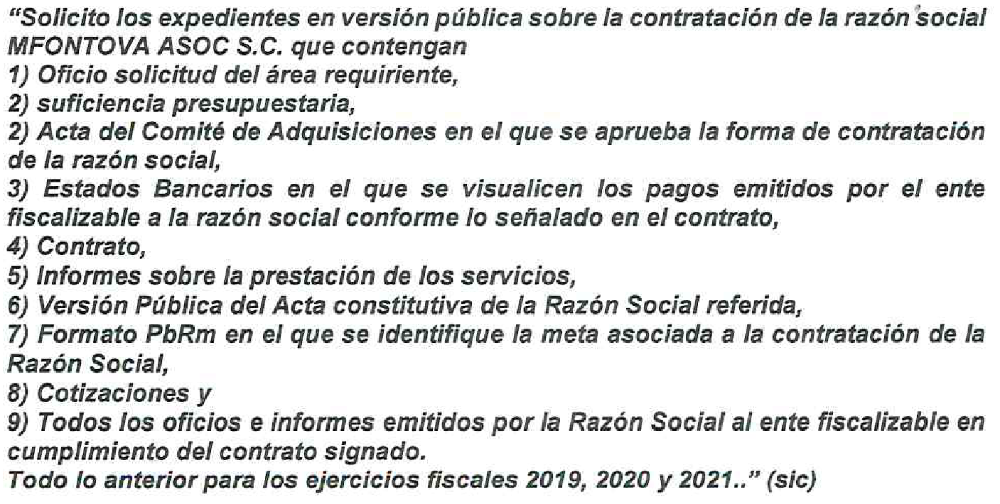 “Solicito los expedientes en versión pública sobre la contratación de la razón social
MFONTOVA ASOC S.C. que contengan
1) Oficio solicitud del área requiriente,
2) suficiencia presupuestaria,
2) Acta del Comité de Adquisiciones en el que se aprueba la forma de contratación
de la razón social,
3) Estados Bancarios en el que se visualicen los pagos emitidos por el ente
fiscalizable a la razón social conforme lo señalado en el contrato,
4) Contrato,
5) Informes sobre la prestación de los servicios,
6) Versión Pública del Acta constitutiva de la Razón Social referida,
7) Formato PbRm en el que se identifique la meta asociada a la contratación de la
Razón Social,
8) Cotizaciones y
9) Todos los oficios e informes emitidos por la Razón Social al ente fiscalizable en
cumplimiento del contrato signado.
Todo lo anterior para los ejercicios fiscales 2019, 2020 y 2021..” (sic)